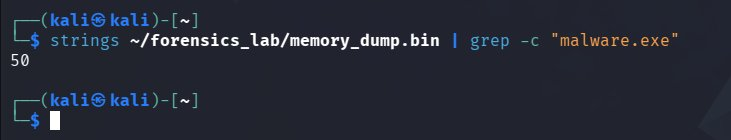 ┌──(kali㉿kali)-[~]
└─$ strings ~/forensics_lab/memory_dump.bin | grep -c "malware.exe"
50
┌──(kali㉿kali)-[~]
└─$